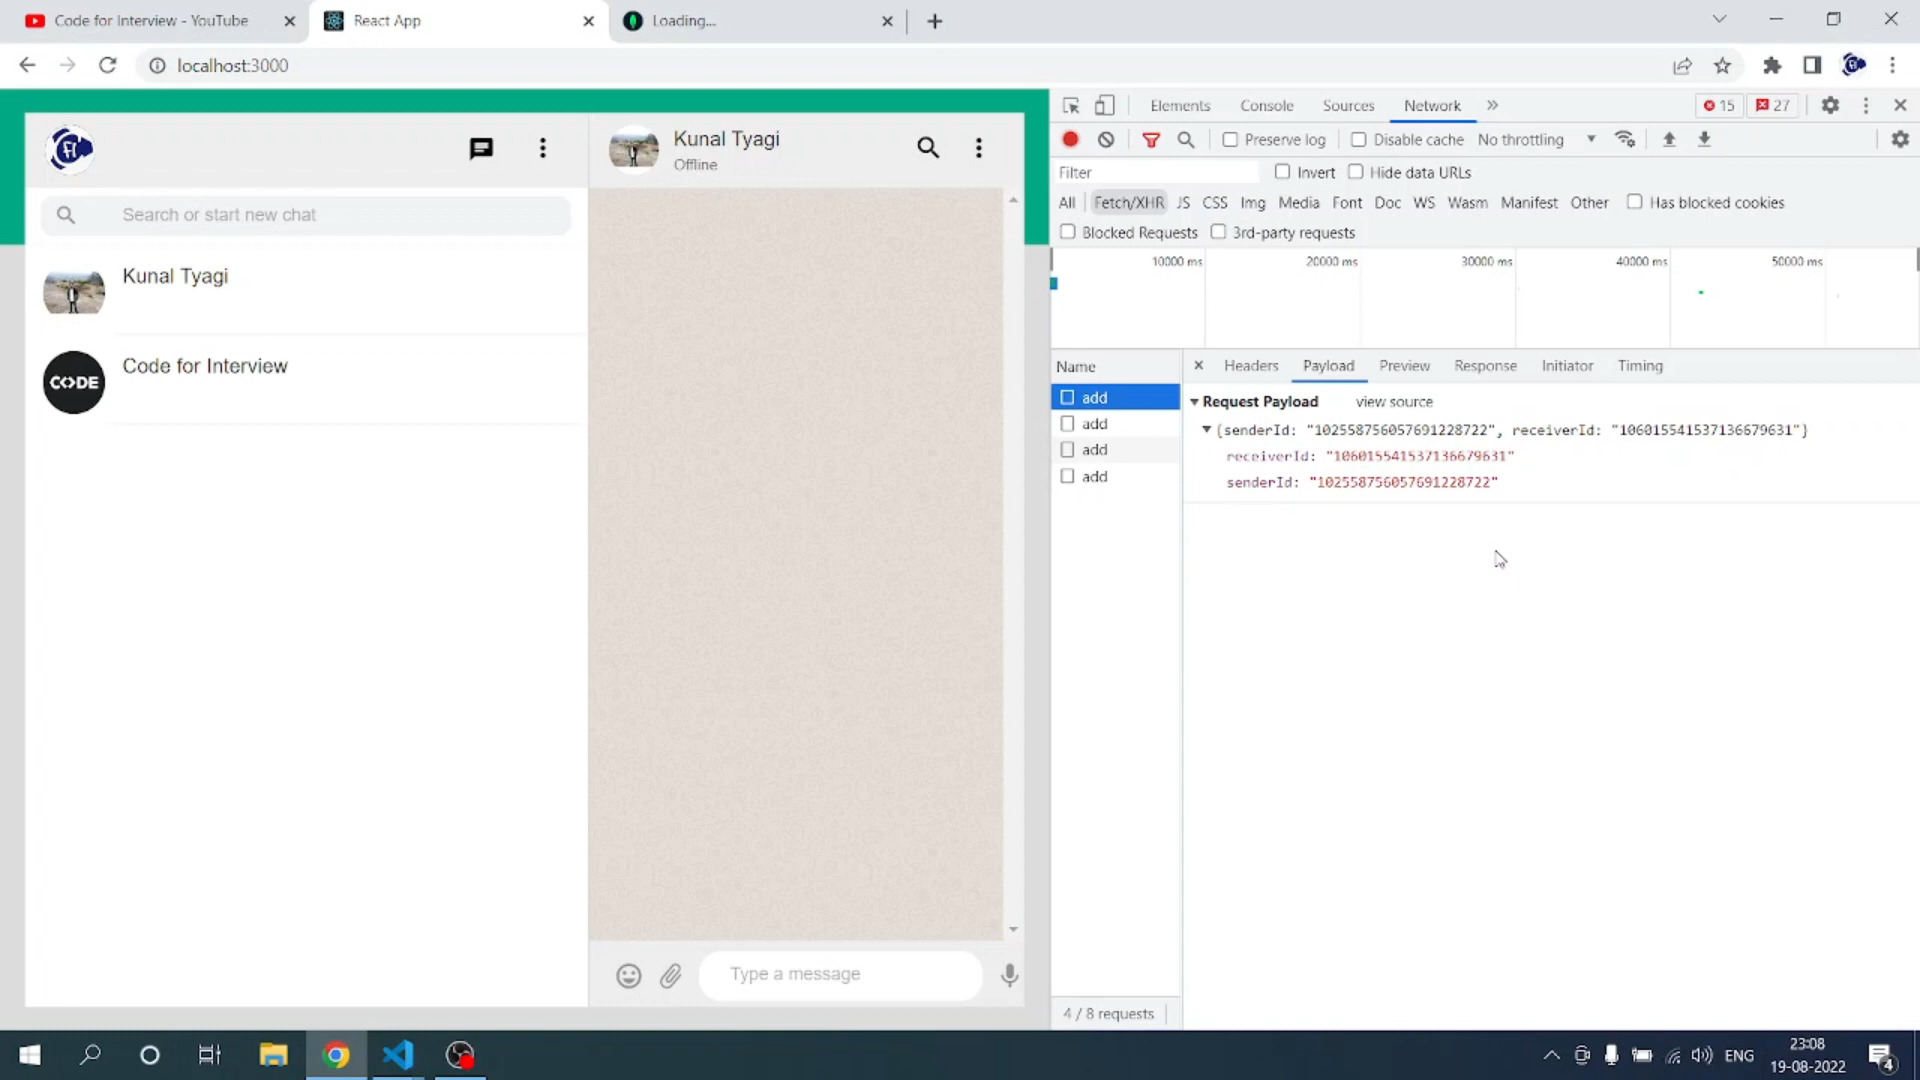 Code for Interview - YouTube
React App
Loading...
localhost:3000
Kunal Tyagi
Offline
Search or start new chat
Kunal Tyagi
C<>DE
Code for Interview
Type a message
Elements Console Sources Network
15
27
Preserve log Disable cache No throttling
Filter Invert Hide data URLs
All Fetch/XHR JS CSS Img Media Font Doc WS Wasm Manifest Other Has blocked cookies
Blocked Requests 3rd-party requests
10000 ms 20000 ms 30000 ms 40000 ms 50000 ms
Name
add
add
add
add
4 / 8 requests
Headers Payload Preview Response Initiator Timing
Request Payload view source
{senderId: "102558756057691228722", receiverId: "106015541537136679631"}
receiverId: "106015541537136679631"
senderId: "102558756057691228722"
ENG
23:08
19-08-2022
4